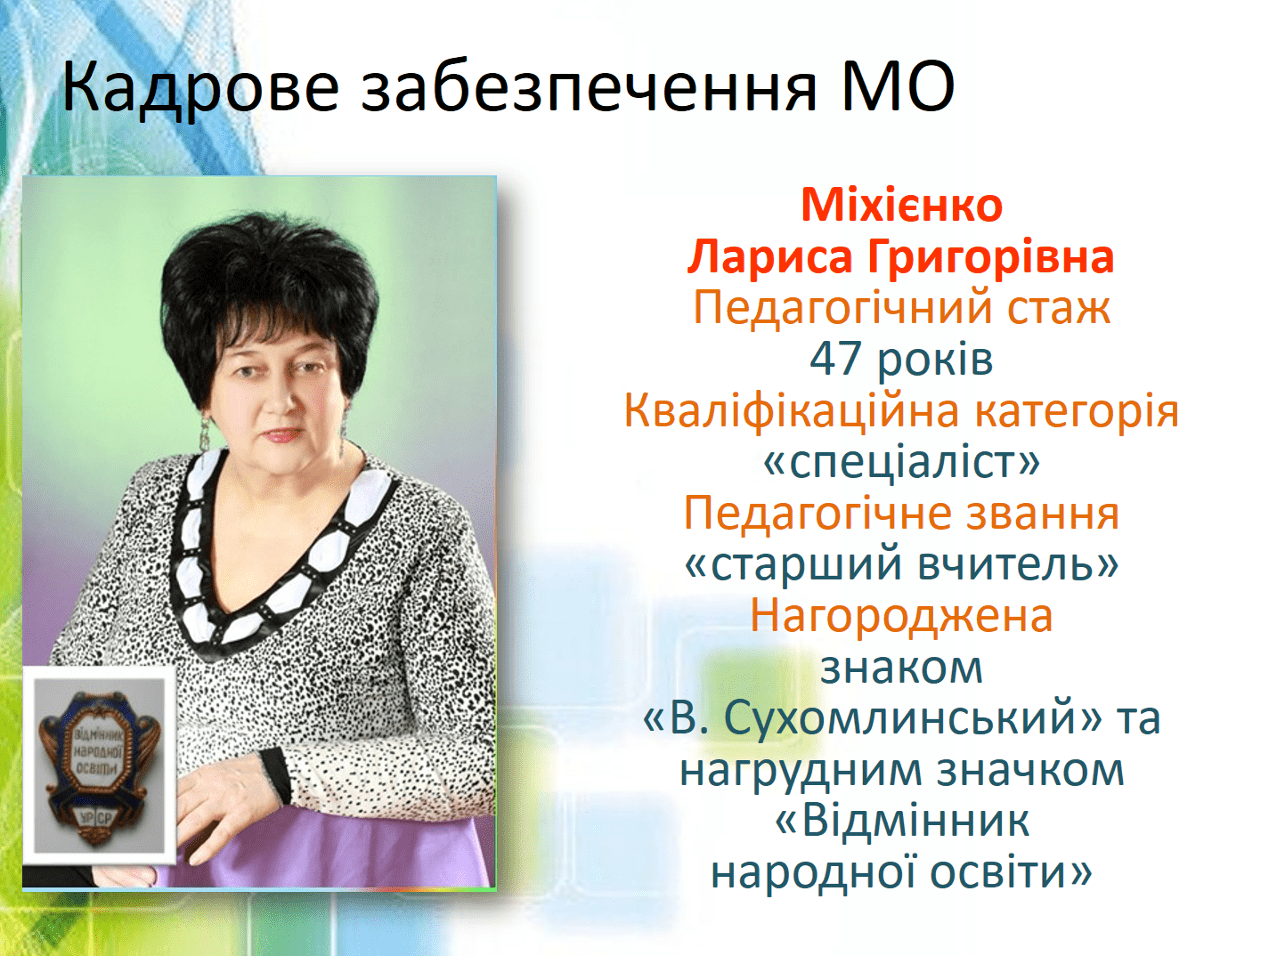 Кадрове забезпечення МО
Міхієнко
Лариса Григорівна
Педагогічний стаж
47 років
Кваліфікаційна категорія
«спеціаліст»
Педагогічне звання
«старший вчитель»
Нагороджена
знаком
«В. Сухомлинський» та
нагрудним значком
«Відмінник
народної освіти»
ВІДМІННИК
НАРОДНОЇ
ОСВІТИ
УРСР